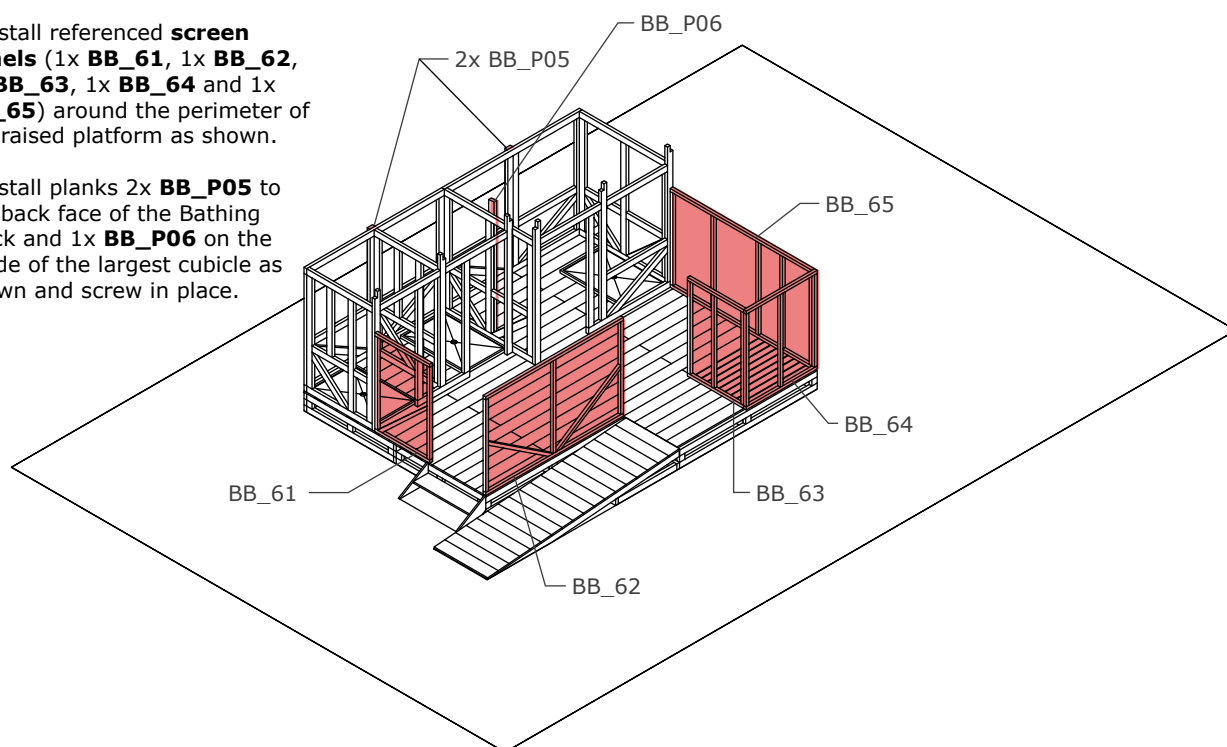 stall referenced screen
nels (1x BB_61, 1x BB_62,
BB_63, 1x BB_64 and 1x
_65) around the perimeter of
raised platform as shown.
stall planks 2x BB_P05 to
back face of the Bathing
ck and 1x BB_P06 on the
de of the largest cubicle as
wn and screw in place.
BB_P06
2x BB_P05
BB_65
BB_64
BB_63
BB_61
BB_62